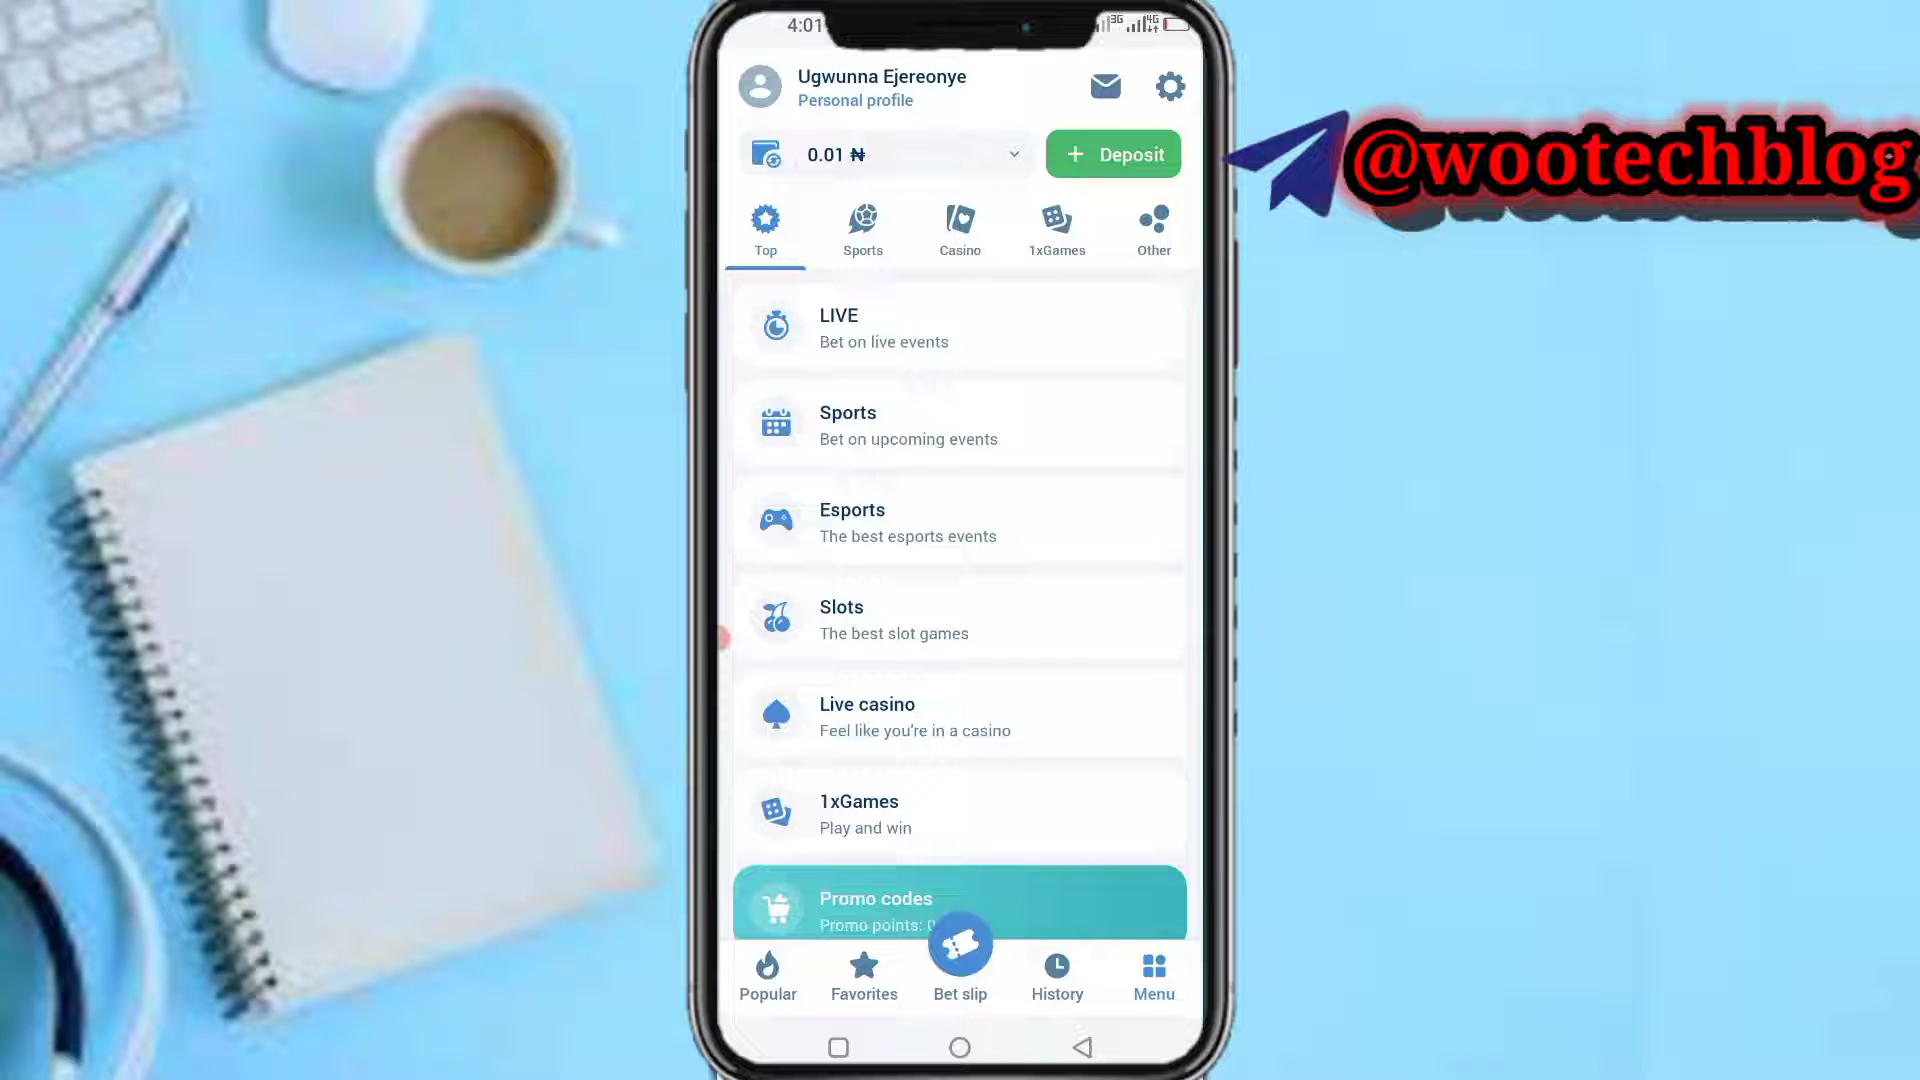 4:01
3G 4G
Ugwunna Ejereonye
Personal profile
0.01 ₦
+ Deposit
@wootechblog
Top
Sports
Casino
1xGames
Other
LIVE
Bet on live events
Sports
Bet on upcoming events
Esports
The best esports events
Slots
The best slot games
Live casino
Feel like you're in a casino
1xGames
Play and win
Promo codes
Promo points: 0
Popular
Favorites
Bet slip
History
Menu